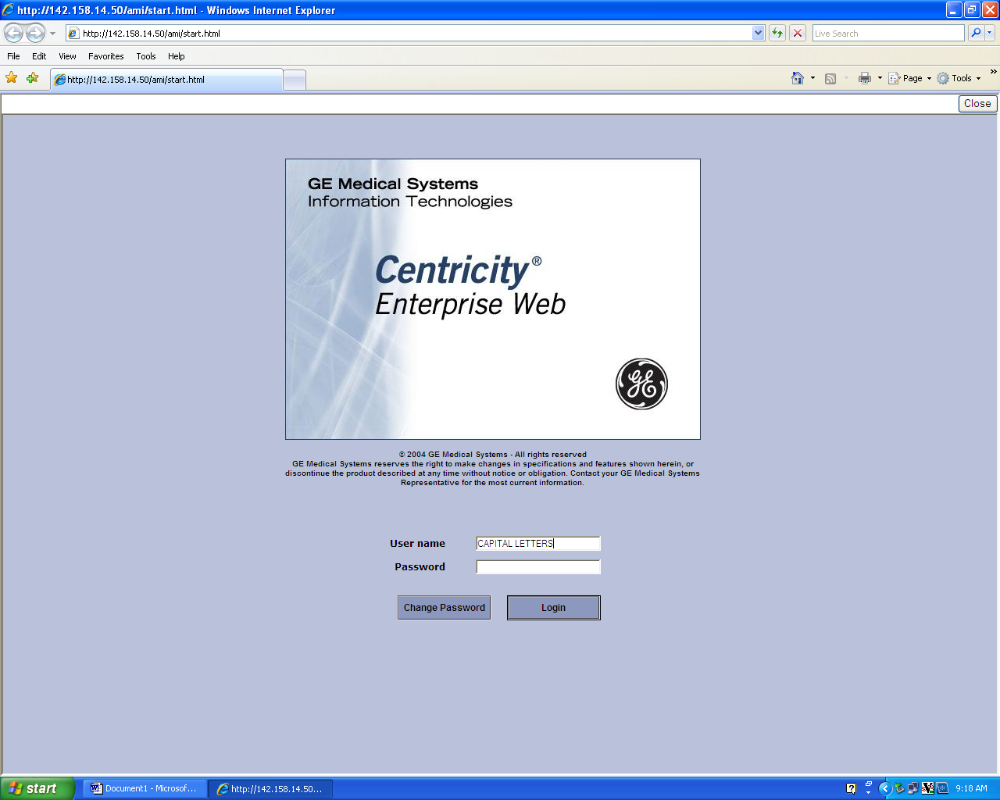 http://142.158.14.50/ami/start.html - Windows Internet Explorer
http://142.158.14.50/ami/start.html
Live Search
File Edit View Favorites Tools Help
http://142.158.14.50/ami/start.html
Page Tools
Close
GE Medical Systems
Information Technologies
Centricity®
Enterprise Web
GE
© 2004 GE Medical Systems - All rights reserved
GE Medical Systems reserves the right to make changes in specifications and features shown herein, or
discontinue the product described at any time without notice or obligation. Contact your GE Medical Systems
Representative for the most current information.
User name CAPITAL LETTERS
Password
Change Password Login
start Document1 - Microsof... http://142.158.14.50... 9:18 AM